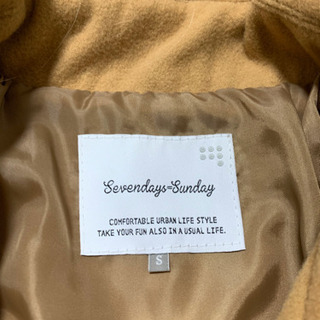 Sevendays=Sunday
COMFORTABLE URBAN LIFE STYLE
TAKE YOUR FUN ALSO IN A USUAL LIFE.
S